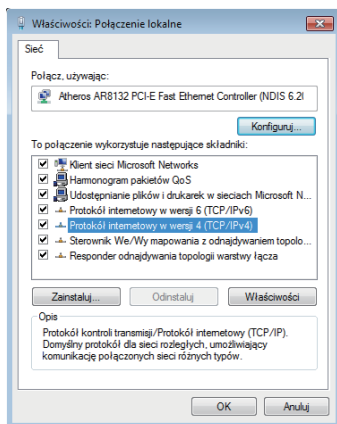 Właściwości: Połączenie lokalne
Sieć
Połącz, używając:
Atheros AR8132 PCI-E Fast Ethernet Controller (NDIS 6.2(
Konfiguruj...
To połączenie wykorzystuje następujące składniki:
Klient sieci Microsoft Networks
Harmonogram pakietów QoS
Udostępnianie plików i drukarek w sieciach Microsoft N...
Protokół internetowy w wersji 6 (TCP/IPv6)
Protokół internetowy w wersji 4 (TCP/IPv4)
Sterownik We/Wy mapowania z odnajdywaniem topolo...
Responder odnajdywania topologii warstwy łącza
Zainstaluj... Odinstaluj Właściwości
Opis
Protokół kontroli transmisji/Protokół internetowy (TCP/IP).
Domyślny protokół dla sieci rozległych, umożliwiający
komunikację połączonych sieci różnych typów.
OK Anuluj